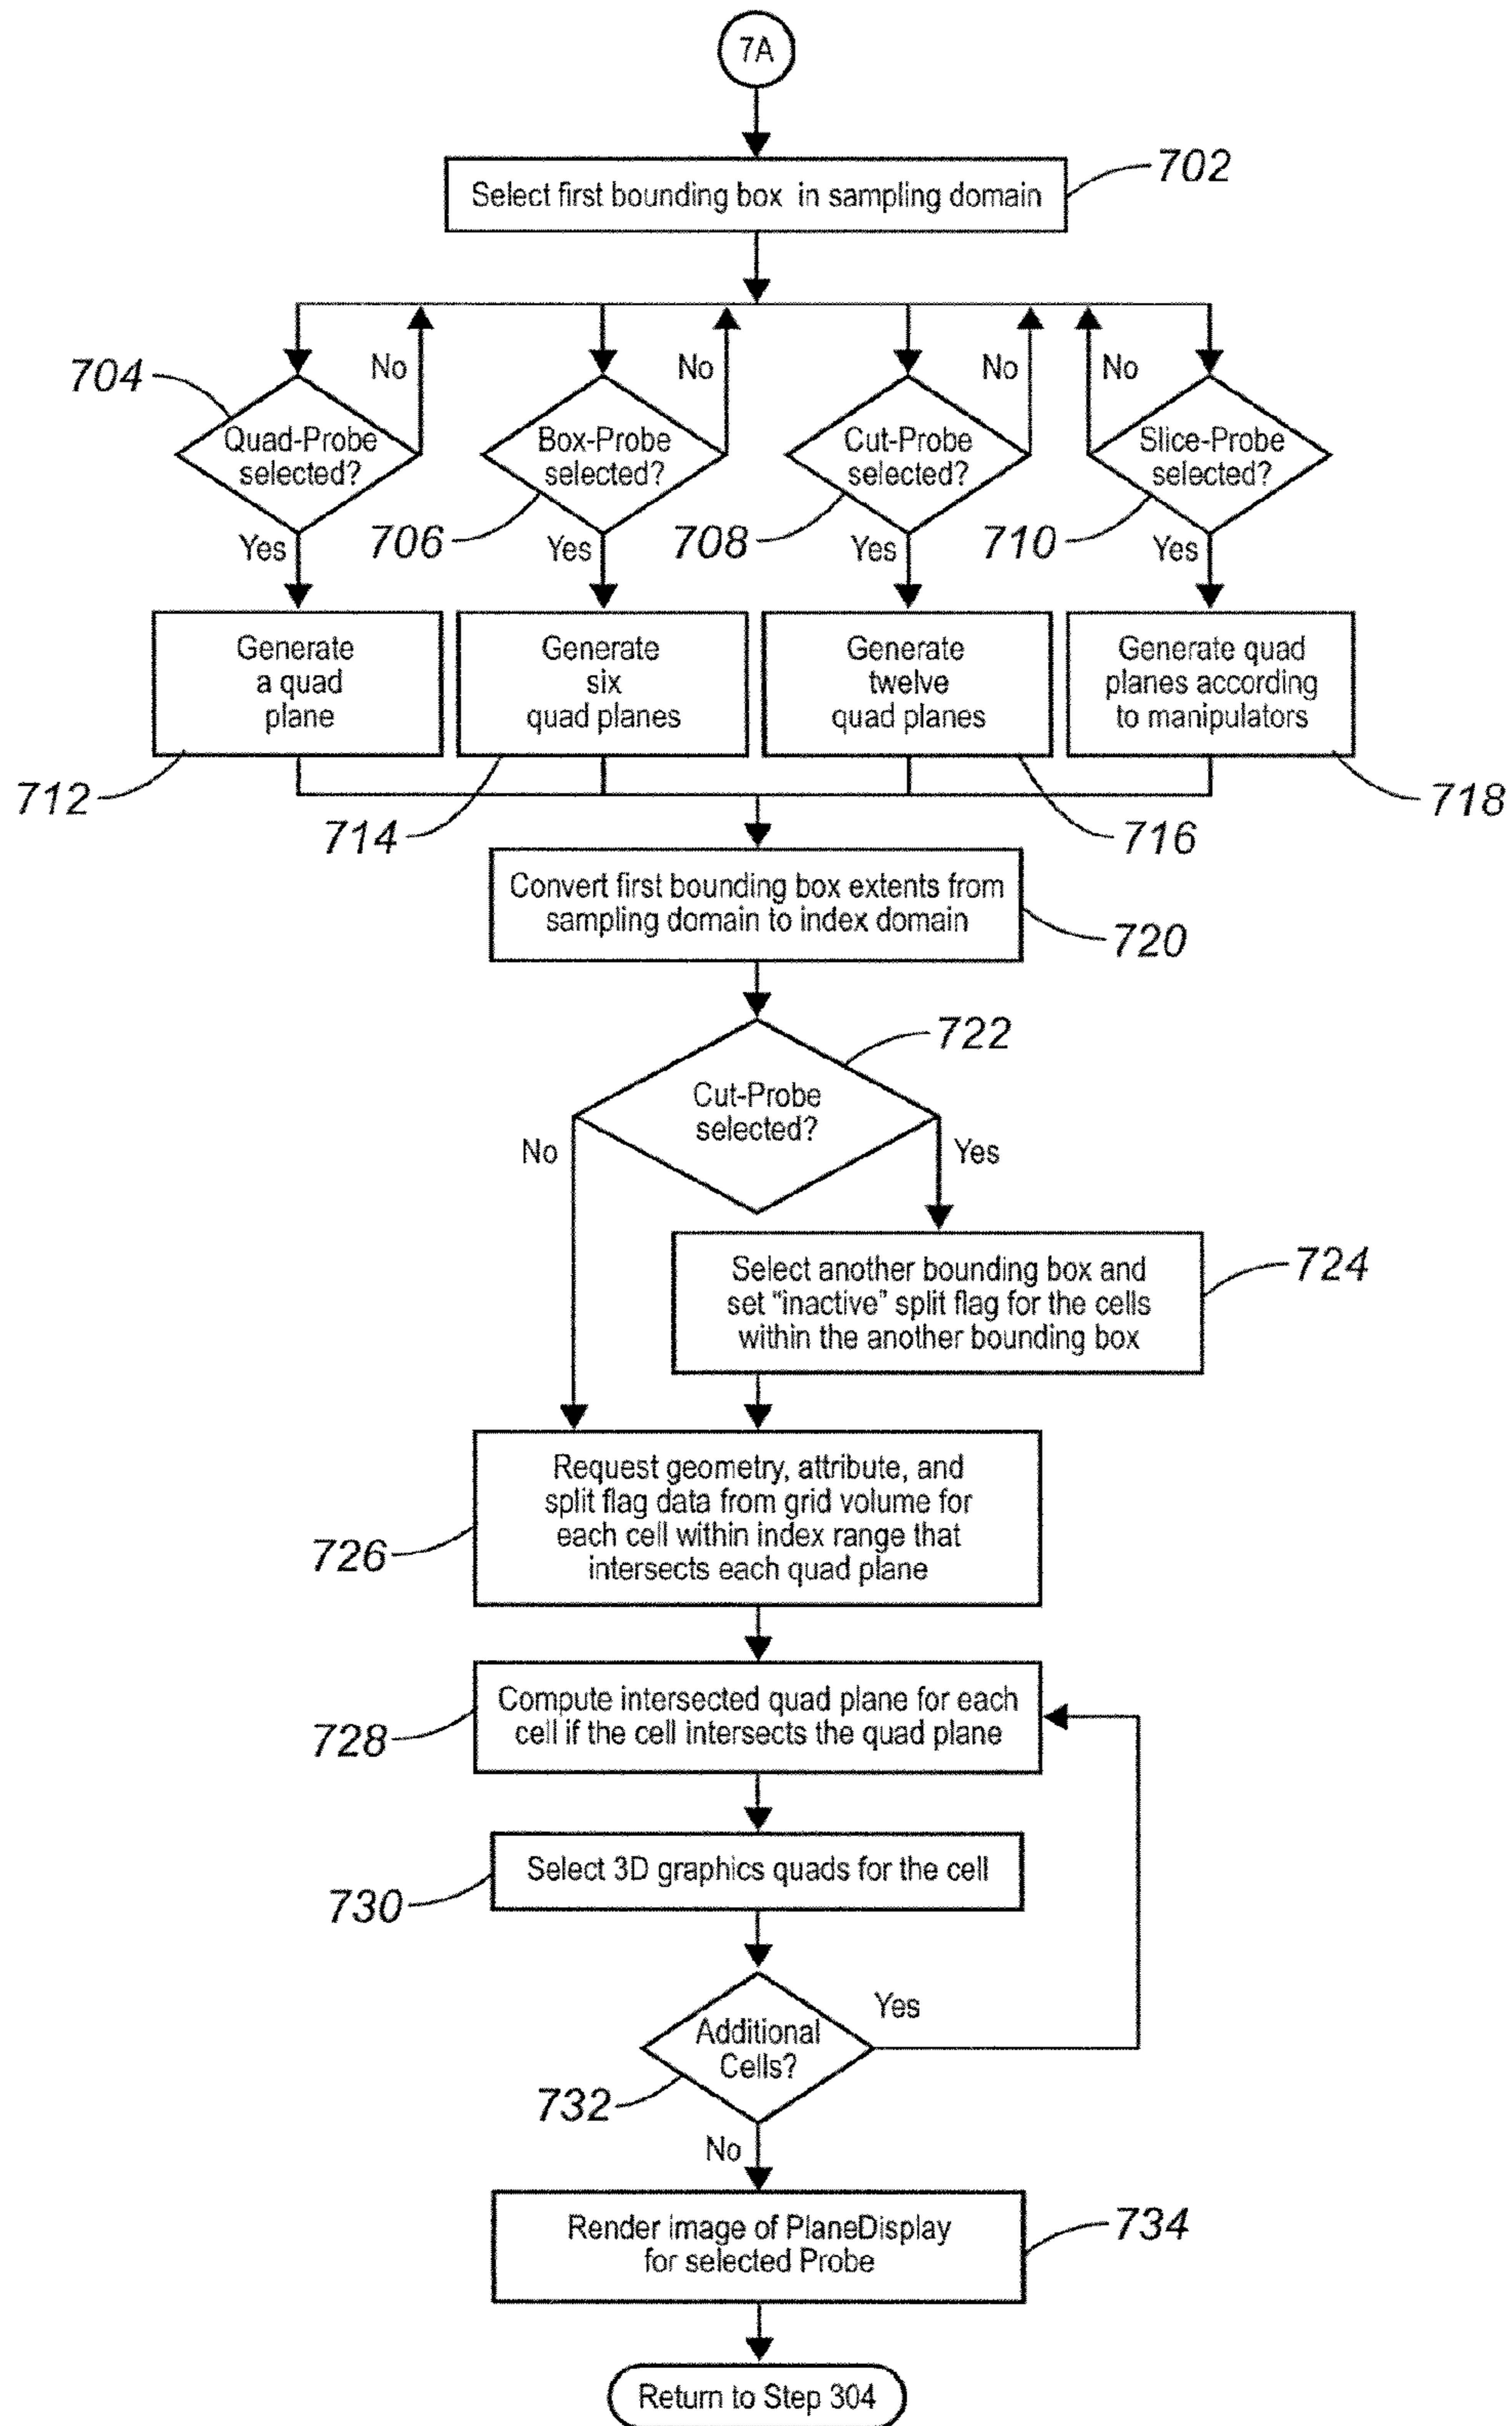 7A
Select first bounding box in sampling domain
702
704
No
No
No
No
Quad-Probe
selected?
Box-Probe
selected?
Cut-Probe
selected?
Slice-Probe
selected?
706
708
710
Yes
Yes
Yes
Yes
Generate
a quad
plane
Generate
six
quad planes
Generate
twelve
quad planes
Generate quad
planes according
to manipulators
712
714
716
718
Convert first bounding box extents from
sampling domain to index domain
720
722
Cut-Probe
selected?
No
Yes
Select another bounding box and
set “inactive” split flag for the cells
within the another bounding box
724
Request geometry, attribute, and
split flag data from grid volume for
each cell within index range that
intersects each quad plane
726
Compute intersected quad plane for each
cell if the cell intersects the quad plane
728
Select 3D graphics quads for the cell
730
Additional
Cells?
Yes
732
No
Render image of PlaneDisplay
for selected Probe
734
Return to Step 304